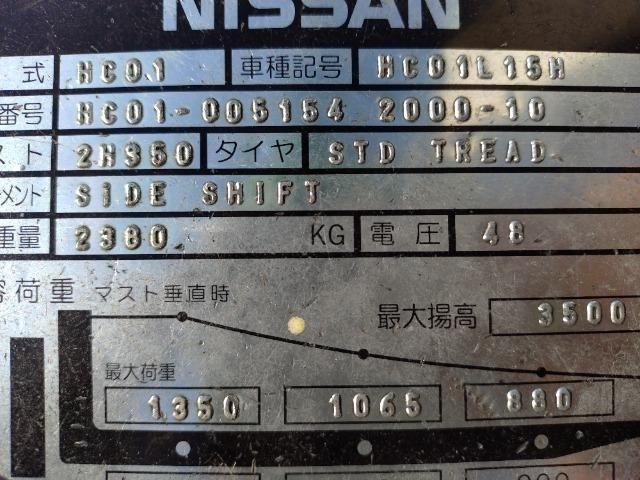 NISSAN
式 HC01 車種記号 HC01L15H
番号 HC01-005154 2000-10
スト 2H350 タイヤ STD TREAD
メント SIDE SHIFT
重量 2380 KG 電圧 48
容荷重 マスト垂直時
最大揚高 3500
最大荷重
1350 1065 880